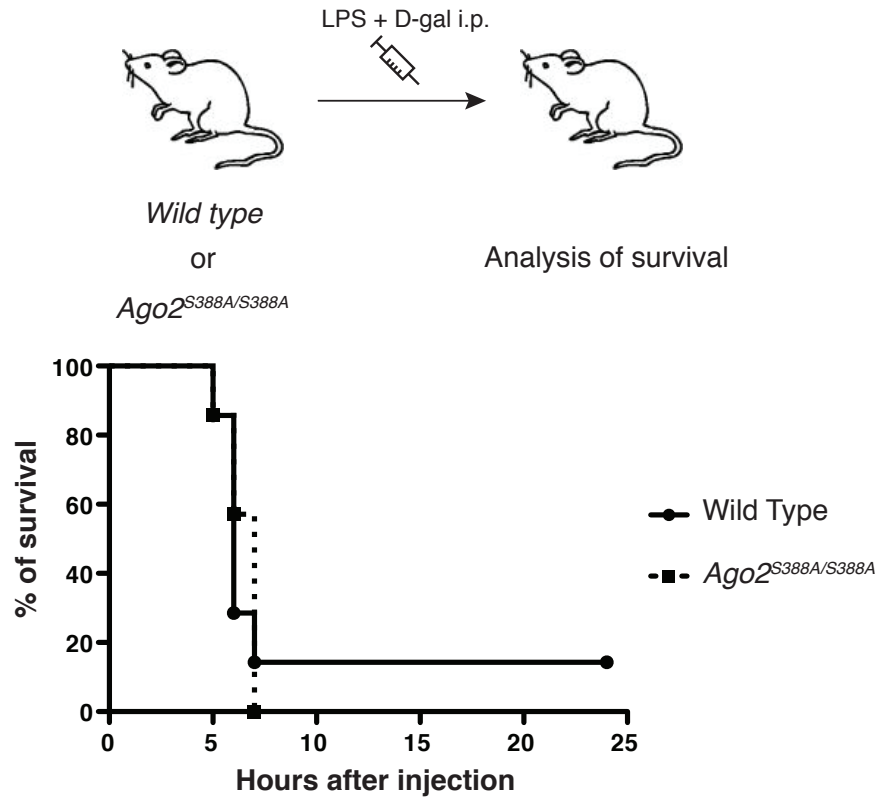 LPS + D-gal i.p.
Wild type
or
Ago2S388A/S388A
Analysis of survival
100
80
60
40
20
0
% of survival
0 5 10 15 20 25
Hours after injection
Wild Type
Ago2S388A/S388A